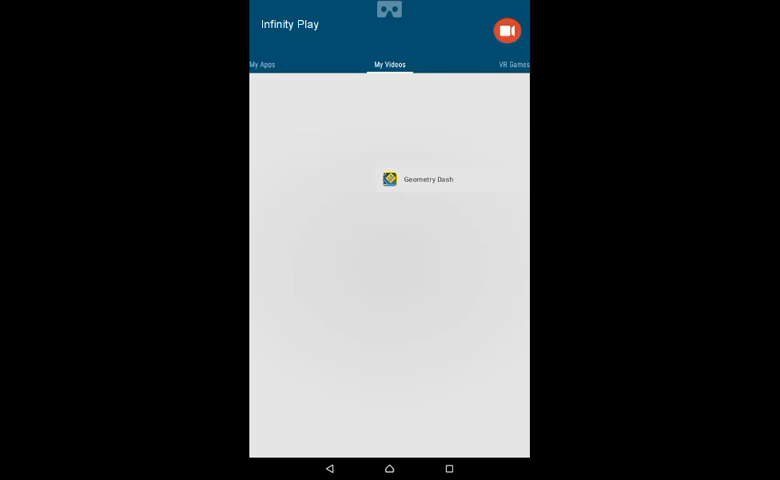 Infinity Play
My Apps
My Videos
VR Games
Geometry Dash